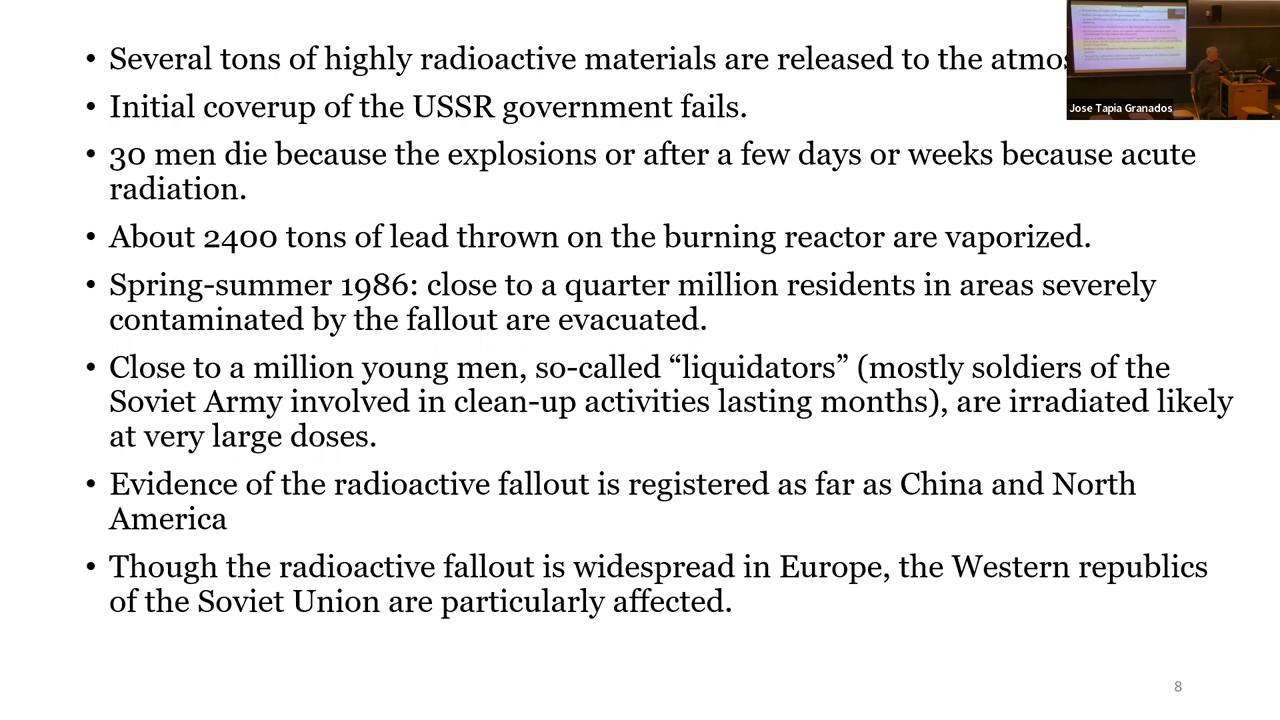 • Several tons of highly radioactive materials are released to the
• Initial coverup of the USSR government fails.
• 30 men die because the explosions or after a few days or weeks because acute
radiation.
• About 2400 tons of lead thrown on the burning reactor are vaporized.
• Spring-summer 1986: close to a quarter million residents in areas severely
contaminated by the fallout are evacuated.
• Close to a million young men, so-called “liquidators” (mostly soldiers of the
Soviet Army involved in clean-up activities lasting months), are irradiated likely
at very large doses.
• Evidence of the radioactive fallout is registered as far as China and North
America
• Though the radioactive fallout is widespread in Europe, the Western republics
of the Soviet Union are particularly affected.
Jose Tapia Granados
8